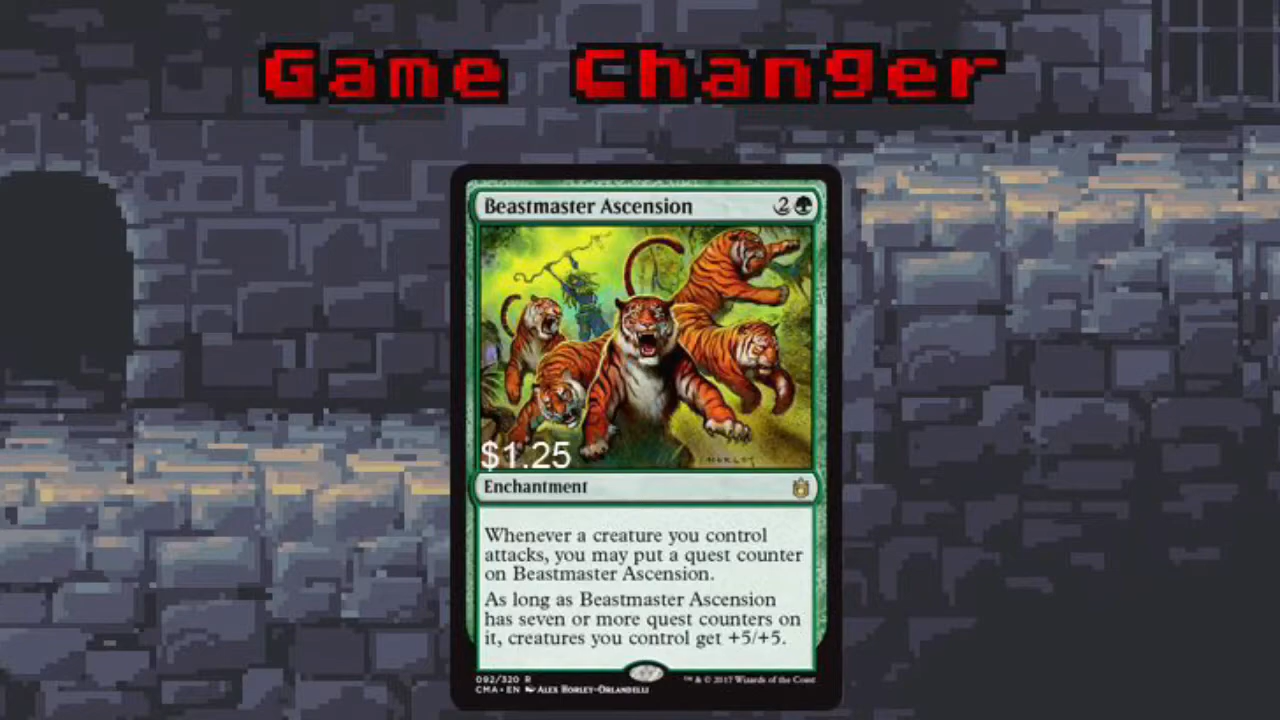 Game Changer
Beastmaster Ascension 2
$1.25
Enchantment
Whenever a creature you control
attacks, you may put a quest counter
on Beastmaster Ascension.
As long as Beastmaster Ascension
has seven or more quest counters on
it, creatures you control get +5/+5.
092/320 R
CMA • EN ALEX HORLEY-ORLANDELLI
™ & © 2017 Wizards of the Coast